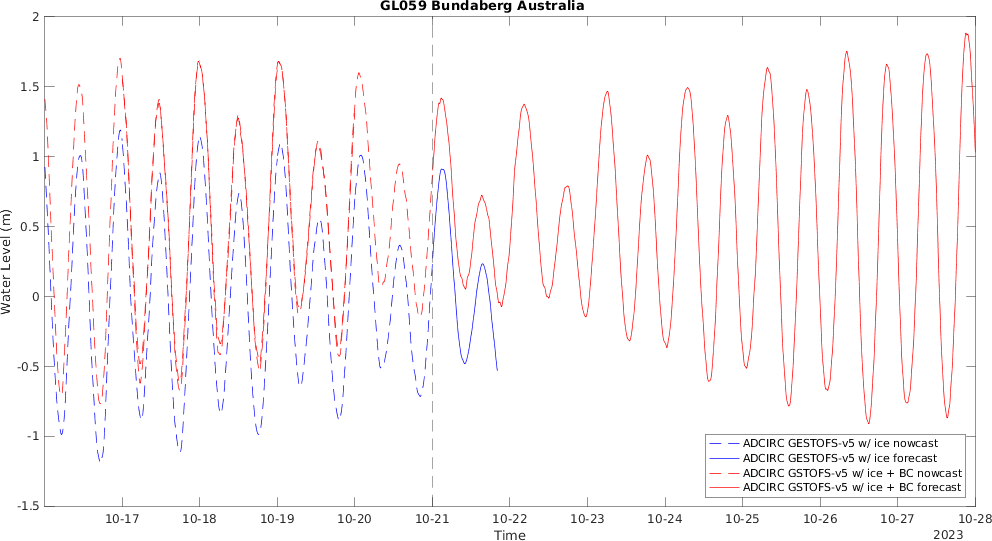 GL059 Bundaberg Australia
2
1.5
1
0.5
0
-0.5
-1
-1.5
Water Level (m)
ADCIRC GESTOFS-v5 w/ ice nowcast
ADCIRC GESTOFS-v5 w/ ice forecast
ADCIRC GSTOFS-v5 w/ ice + BC nowcast
ADCIRC GSTOFS-v5 w/ ice + BC forecast
10-17 10-18 10-19 10-20 10-21 10-22 10-23 10-24 10-25 10-26 10-27 10-28
Time 2023